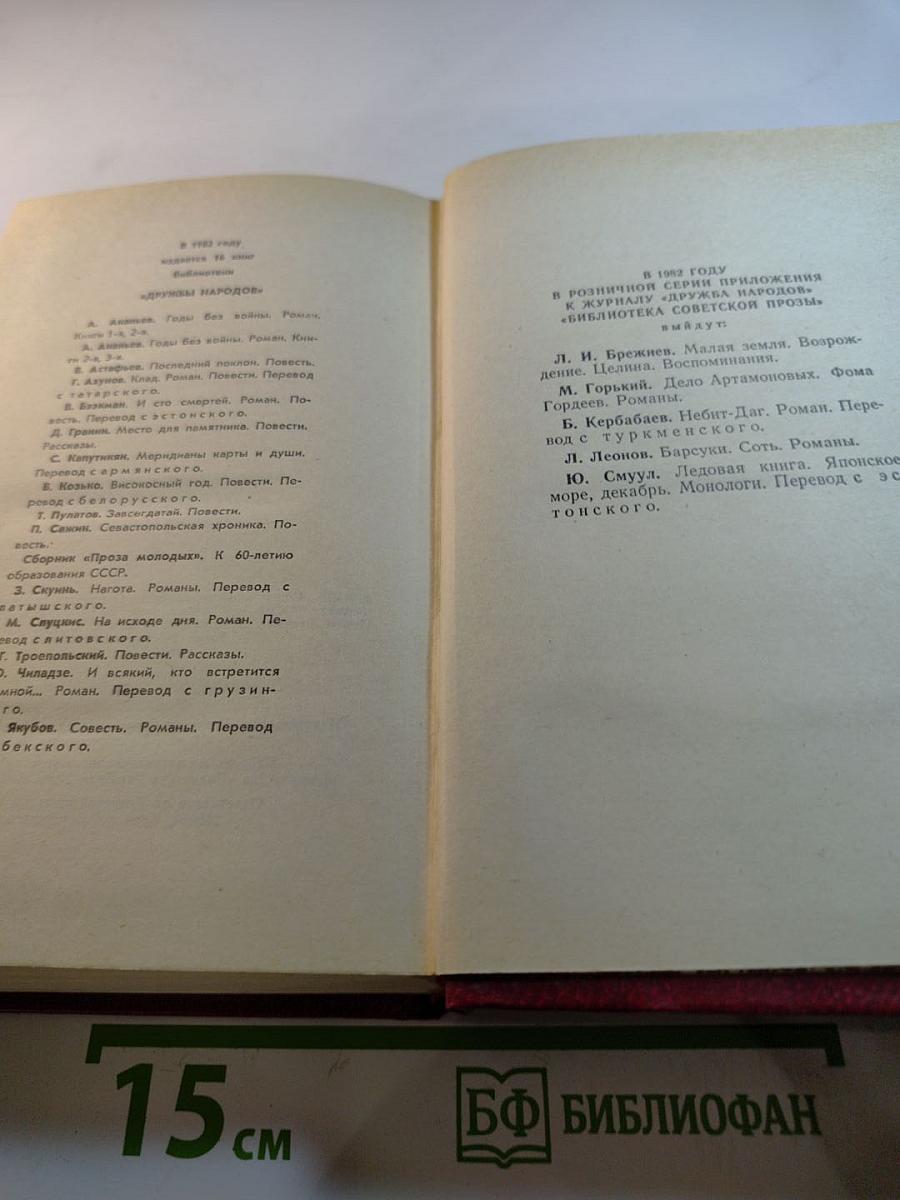 В 1982 году
издается 16 книг
библиотеки
«ДРУЖБЫ НАРОДОВ»
А. Ананьев. Годы без войны. Роман.
Книги 1-я, 2-я.
А. Ананьев. Годы без войны. Роман. Кни-
ги 2-я, 3-я.
В. Астафьев. Последний поклон. Повесть.
Г. Ахунов. Клад. Роман. Повести. Перевод
с татарского.
В. Бээкман. И сто смертей. Роман. По-
весть. Перевод с эстонского.
Д. Гранин. Место для памятника. Повести.
Рассказы.
С. Капутикян. Меридианы карты и души.
Перевод с армянского.
В. Козько. Високосный год. Повести. Пе-
ревод с белорусского.
Т. Пулатов. Завсегдатай. Повести.
П. Сажин. Севастопольская хроника. По-
весть.
Сборник «Проза молодых». К 60-летию
образования СССР.
З. Скуинь. Нагота. Романы. Перевод с
атышского.
М. Слуцкис. На исходе дня. Роман. Пе-
евод с литовского.
Г. Троепольский. Повести. Рассказы.
О. Чиладзе. И всякий, кто встретится
мной... Роман. Перевод с грузин-
го.
Якубов. Совесть. Романы. Перевод
бекского.
В 1982 ГОДУ
В РОЗНИЧНОЙ СЕРИИ ПРИЛОЖЕНИЯ
К ЖУРНАЛУ «ДРУЖБА НАРОДОВ»
«БИБЛИОТЕКА СОВЕТСКОЙ ПРОЗЫ»
выйдут:
Л. И. Брежнев. Малая земля. Возрож-
дение. Целина. Воспоминания.
М. Горький. Дело Артамоновых. Фома
Гордеев. Романы.
Б. Кербабаев. Небит-Даг. Роман. Пере-
вод с туркменского.
Л. Леонов. Барсуки. Соть. Романы.
Ю. Смуул. Ледовая книга. Японское
море, декабрь. Монологи. Перевод с эс
тонского.
15 см
БФ БИБЛИОФАН